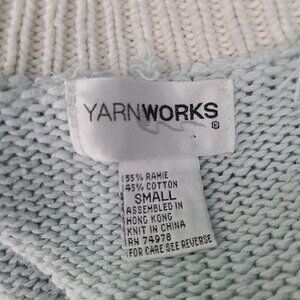 YARNWORKS
55% RAMIE
45% COTTON
SMALL
ASSEMBLED IN
HONG KONG
KNIT IN CHINA
RN 74978
FOR CARE SEE REVERSE